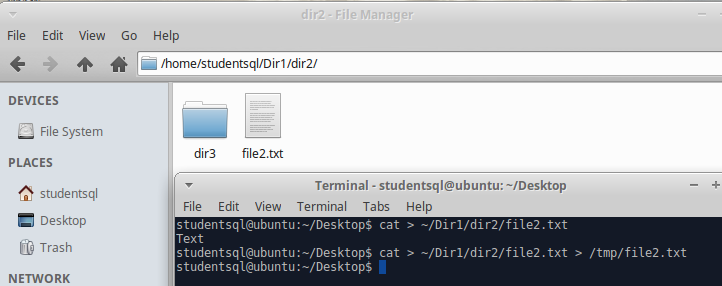 dir2 - File Manager
File Edit View Go Help
/home/studentsql/Dir1/dir2/
DEVICES
File System
PLACES
studentsql
Desktop
Trash
NETWORK
dir3
file2.txt
Terminal - studentsql@ubuntu: ~/Desktop
File Edit View Terminal Tabs Help
studentsql@ubuntu:~/Desktop$ cat > ~/Dir1/dir2/file2.txt
Text
studentsql@ubuntu:~/Desktop$ cat > ~/Dir1/dir2/file2.txt > /tmp/file2.txt
studentsql@ubuntu:~/Desktop$